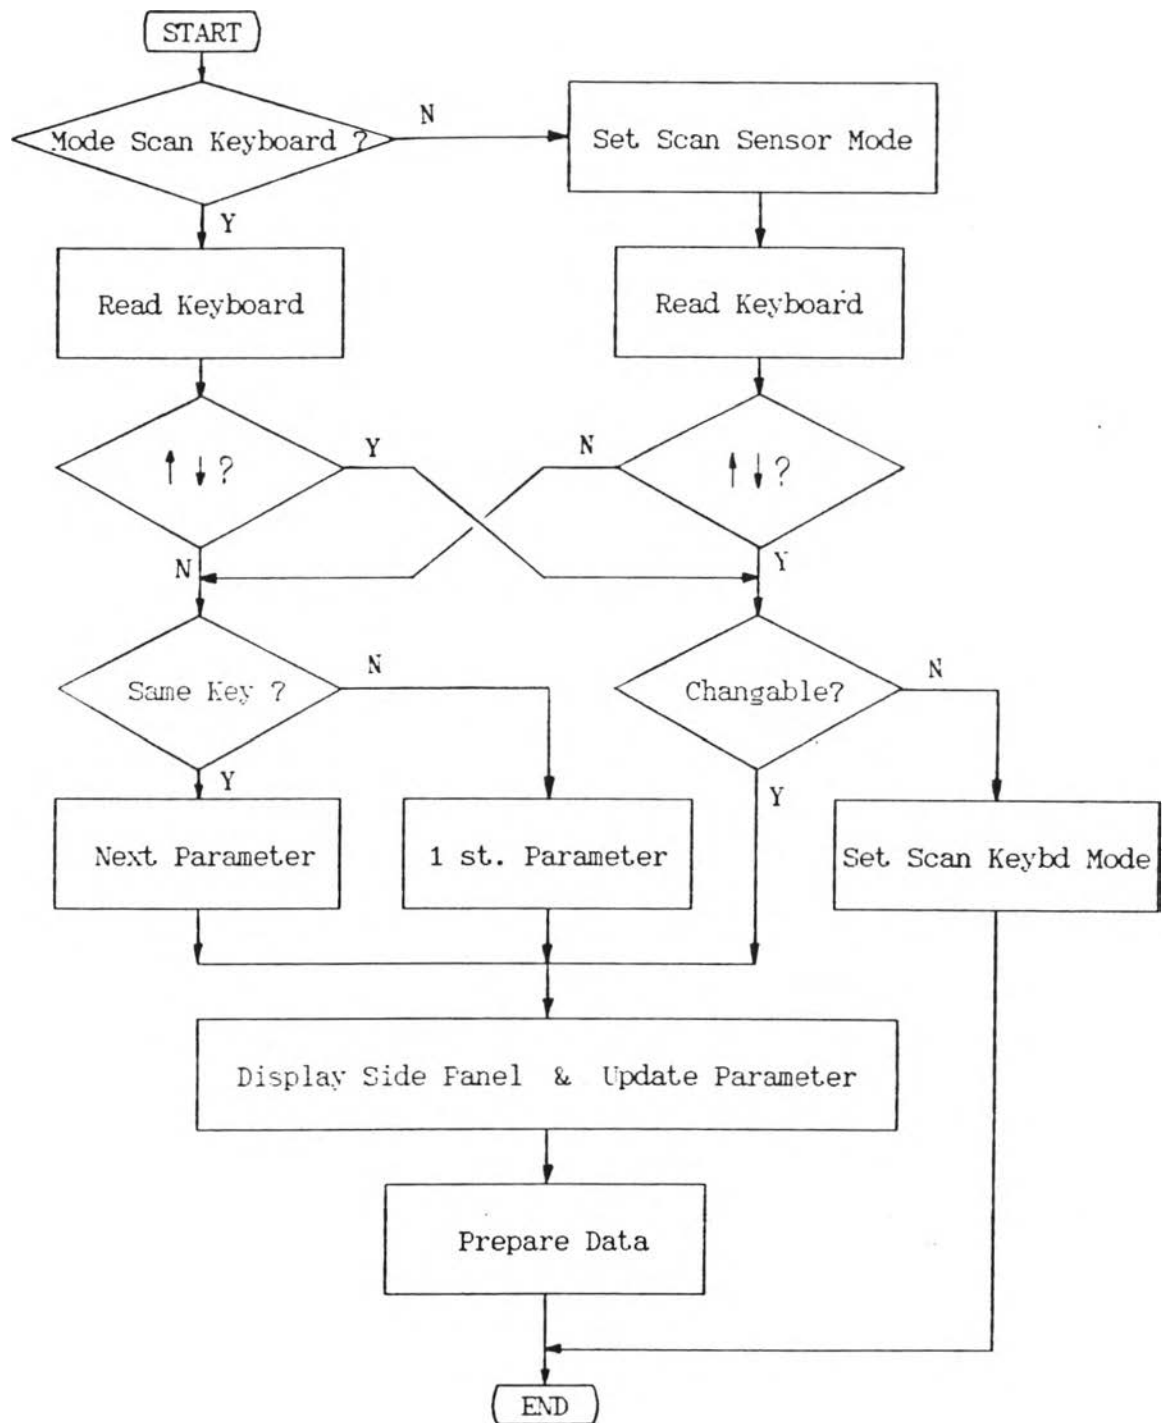 START
Mode Scan Keyboard ?
N
Set Scan Sensor Mode
Y
Read Keyboard
Read Keyboard
↑ ↓ ?
Y
N
↑ ↓ ?
N
Y
Same Key ?
N
Changable?
N
Y
Y
Next Parameter
1 st. Parameter
Set Scan Keybd Mode
Display Side Panel & Update Parameter
Prepare Data
END